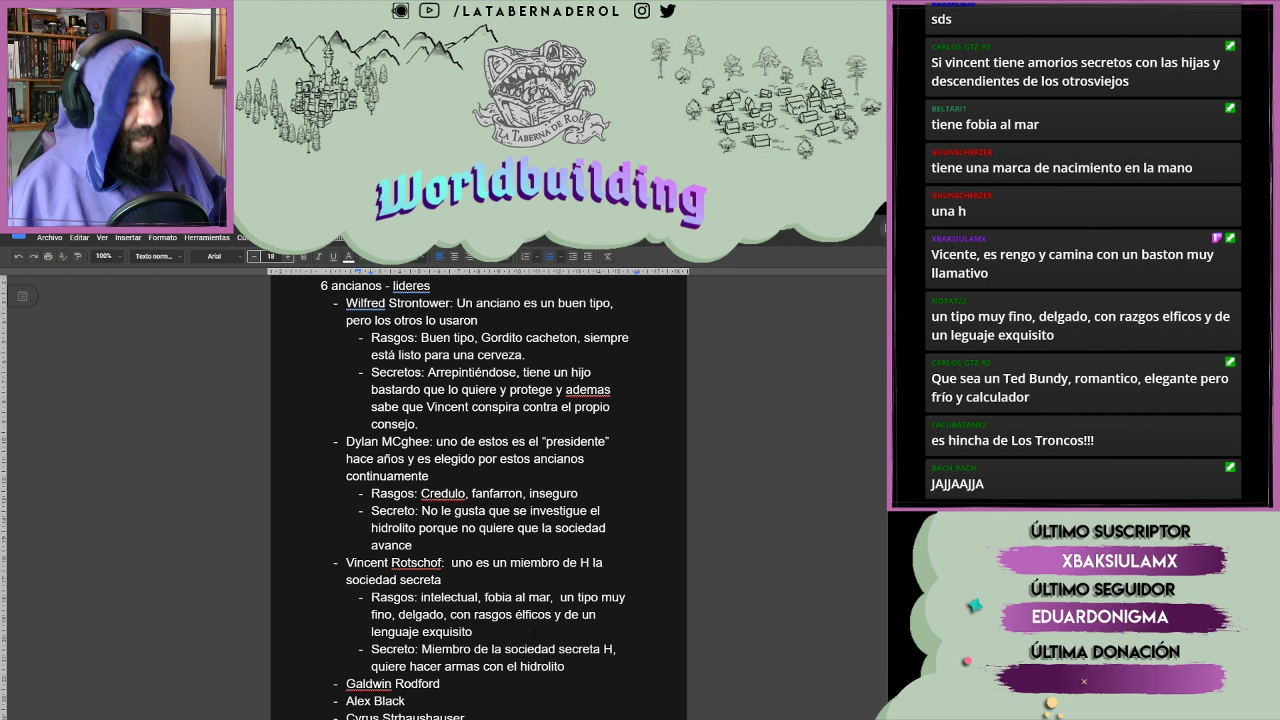 /LATABERNADEROL
LA TABERNA DE ROL
Worldbuilding
Archivo Editar Ver Insertar Formato Herramientas
100% Texto norm... Arial 18
6 ancianos - lideres
- Wilfred Strontower: Un anciano es un buen tipo,
pero los otros lo usaron
- Rasgos: Buen tipo, Gordito cacheton, siempre
está listo para una cerveza.
- Secretos: Arrepintiéndose, tiene un hijo
bastardo que lo quiere y protege y ademas
sabe que Vincent conspira contra el propio
consejo.
- Dylan MCghee: uno de estos es el "presidente"
hace años y es elegido por estos ancianos
continuamente
- Rasgos: Credulo, fanfarron, inseguro
- Secreto: No le gusta que se investigue el
hidrolito porque no quiere que la sociedad
avance
- Vincent Rotschof: uno es un miembro de H la
sociedad secreta
- Rasgos: intelectual, fobia al mar, un tipo muy
fino, delgado, con rasgos élficos y de un
lenguaje exquisito
- Secreto: Miembro de la sociedad secreta H,
quiere hacer armas con el hidrolito
- Galdwin Rodford
- Alex Black
- Cyrus Strhaushauser
sds
CARLOS_GTZ_92
Si vincent tiene amorios secretos con las hijas y
descendientes de los otrosviejos
BELTARI1
tiene fobia al mar
GUUNSCHERZER
tiene una marca de nacimiento en la mano
GUUNSCHERZER
una h
XBAKSIULAMX
Vicente, es rengo y camina con un baston muy
llamativo
NOTA122
un tipo muy fino, delgado, con razgos elficos y de
un leguaje exquisito
CARLOS_GTZ_92
Que sea un Ted Bundy, romantico, elegante pero
frío y calculador
FACUBAZAN82
es hincha de Los Troncos!!!
BACH_PACH
JAJJAAJJA
ÚLTIMO SUSCRIPTOR
XBAKSIULAMX
ÚLTIMO SEGUIDOR
EDUARDONIGMA
ÚLTIMA DONACIÓN